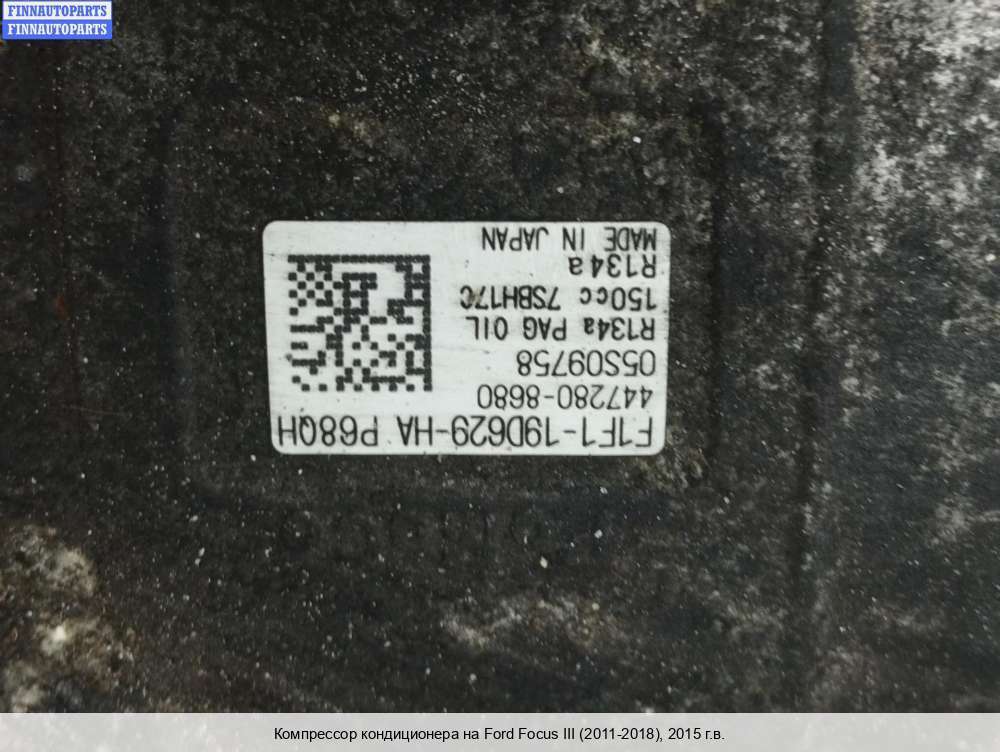 FINNAUTOPARTS
FINNAUTOPARTS
F1F1-19D629-HA P68QH
447280-8680
05S09758
R134a PAG OIL
150cc 7SBH17C
R134a
MADE IN JAPAN
Компрессор кондиционера на Ford Focus III (2011-2018), 2015 г.в.